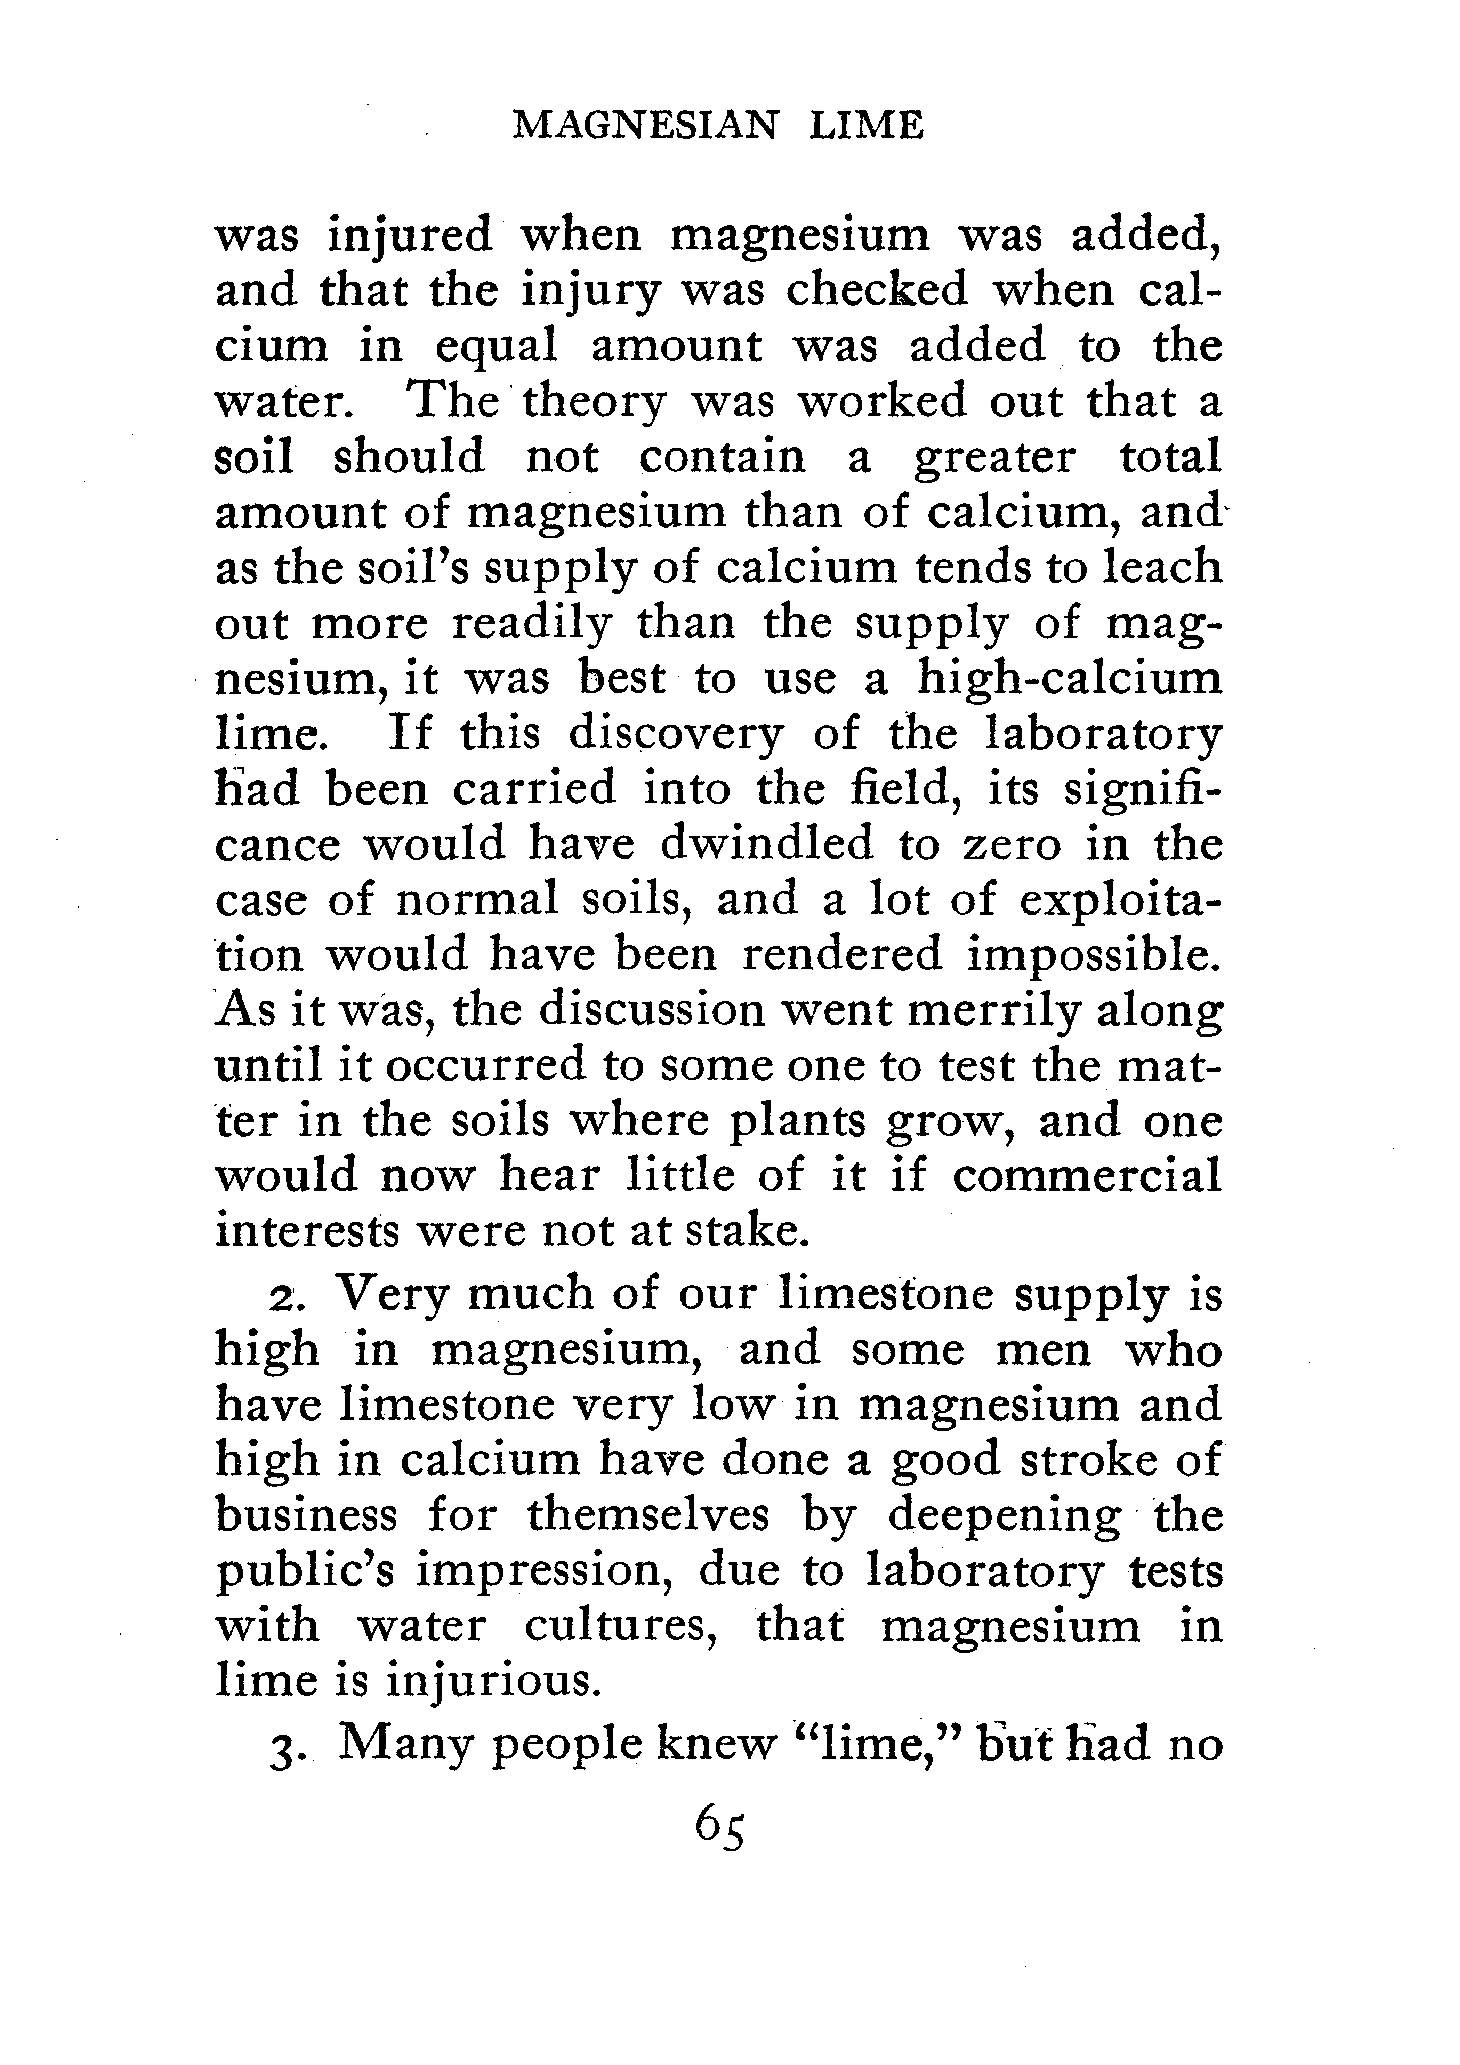 MAGNESIAN LIME
was injured when magnesium was added,
and that the injury was checked when cal-
cium in equal amount was added to the
water. The theory was worked out that a
soil should not contain a greater total
amount of magnesium than of calcium, and
as the soil's supply of calcium tends to leach
out more readily than the supply of mag-
nesium, it was best to use a high-calcium
lime. If this discovery of the laboratory
had been carried into the field, its signifi-
cance would have dwindled to zero in the
case of normal soils, and a lot of exploita-
tion would have been rendered impossible.
As it was, the discussion went merrily along
until it occurred to some one to test the mat-
ter in the soils where plants grow, and one
would now hear little of it if commercial
interests were not at stake.
2. Very much of our limestone supply is
high in magnesium, and some men who
have limestone very low in magnesium and
high in calcium have done a good stroke of
business for themselves by deepening the
public's impression, due to laboratory tests
with water cultures, that magnesium in
lime is injurious.
3. Many people knew "lime," but had no
65